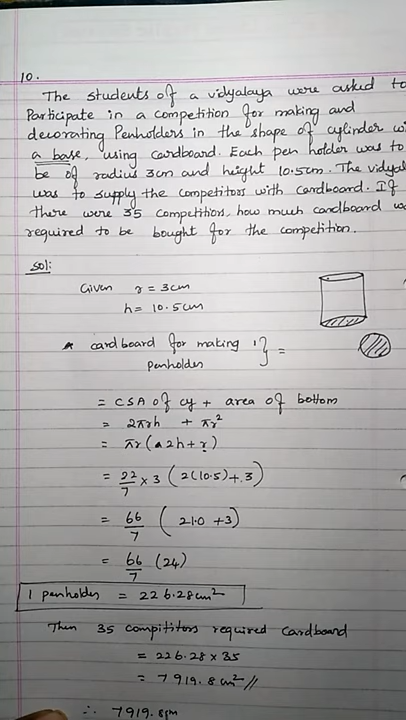 10.
The students of a vidyalaya were asked to
Participate in a competition for making and
decorating Penholders in the shape of cylinder wi
a base, using cardboard. Each pen holder was to
be of radius 3cm and height 10.5cm. The vidyal
was to supply the competitors with cardboard. If
there were 35 competitors, how much cardboard wa
required to be bought for the competition.
Sol:
Given r = 3cm
h = 10.5cm
cardboard for making 1 } =
penholder
= CSA of cy + area of bottom
= 2πrh + πr²
= πr(2h+r)
= 22/7 × 3 (2(10.5)+3)
= 66/7 (21.0 +3)
= 66/7 (24)
1 penholder = 226.28cm²
Then 35 compititors required cardboard
= 226.28 × 35
= 7919.8cm² //
∴ 7919.8cm